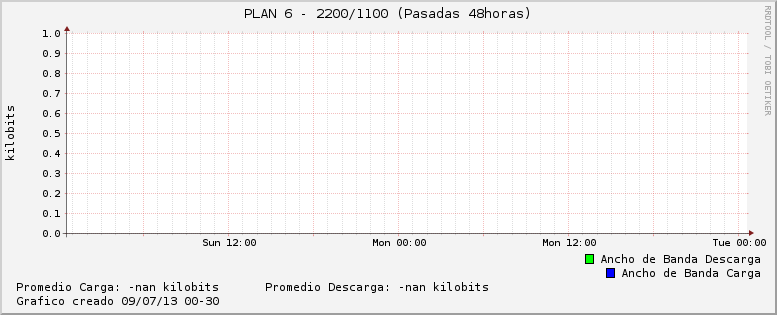 PLAN 6 - 2200/1100 (Pasadas 48horas)
RRDTOOL / TOBI OETIKER
kilobits
1.0
0.9
0.8
0.7
0.6
0.5
0.4
0.3
0.2
0.1
0.0
Sun 12:00 Mon 00:00 Mon 12:00 Tue 00:00
Ancho de Banda Descarga
Ancho de Banda Carga
Promedio Carga: -nan kilobits Promedio Descarga: -nan kilobits
Grafico creado 09/07/13 00-30